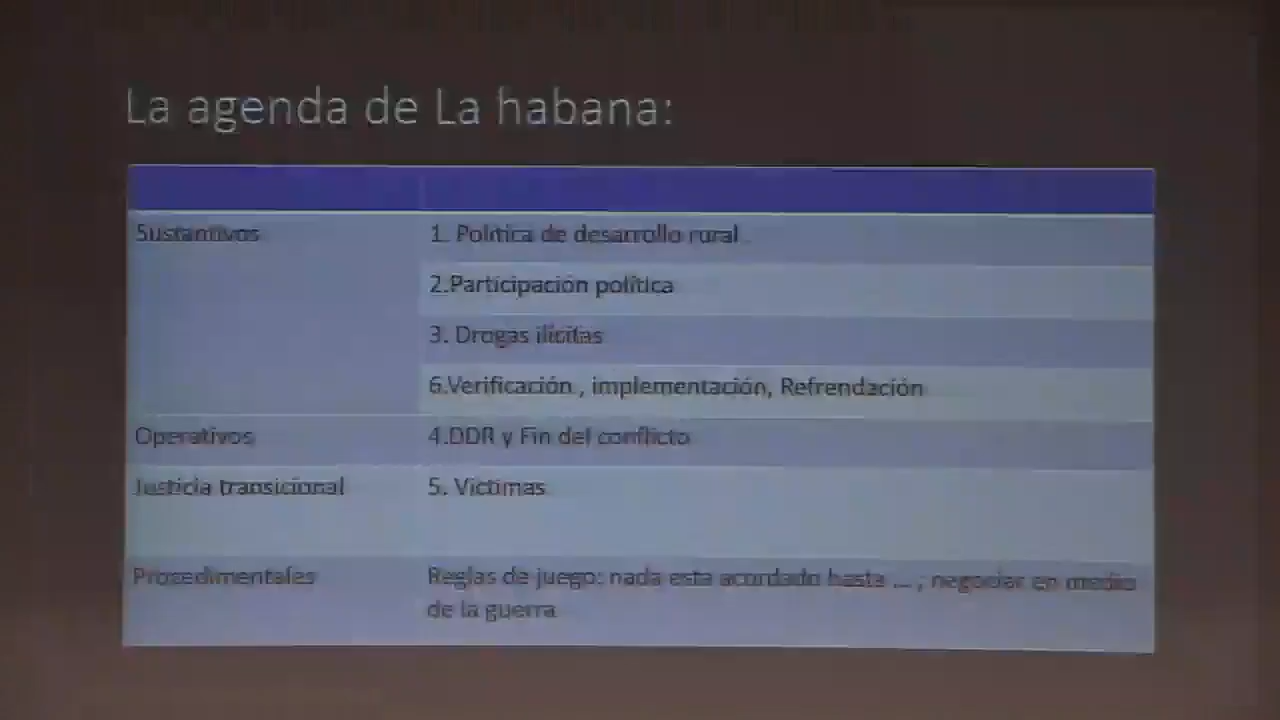 La agenda de La habana:
Sustantivos
1. Política de desarrollo rural
2.Participación política
3. Drogas ilícitas
6.Verificación , implementación, Refrendación
Operativos
4.DDR y Fin del conflicto
Justicia transicional
5. Víctimas
Procedimentales
Reglas de juego: nada esta acordado hasta ... , negociar en medio
de la guerra